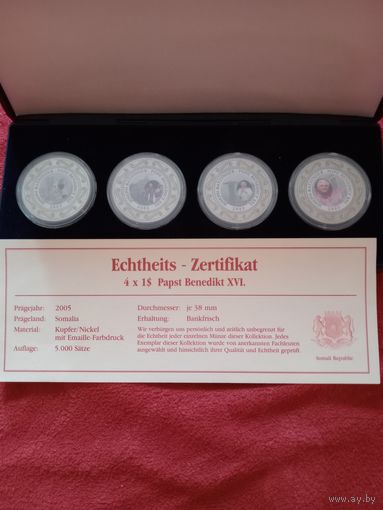 Echtheits - Zertifikat
4 x 1$ Papst Benedikt XVI.
Prägejahr: 2005 Durchmesser: je 38 mm
Prägeland: Somalia Erhaltung: Bankfrisch
Material: Kupfer/Nickel
mit Emaille-Farbdruck
Auflage: 5.000 Sätze
Wir verbürgen uns persönlich und zeitlich unbegrenzt für
die Echtheit jeder einzelnen Münze dieser Kollektion. Jedes
Exemplar dieser Kollektion wurde von anerkannten Fachleuten
ausgewählt und hinsichtlich ihrer Qualität und Echtheit geprüft.
Somali Republic
www.ay.by